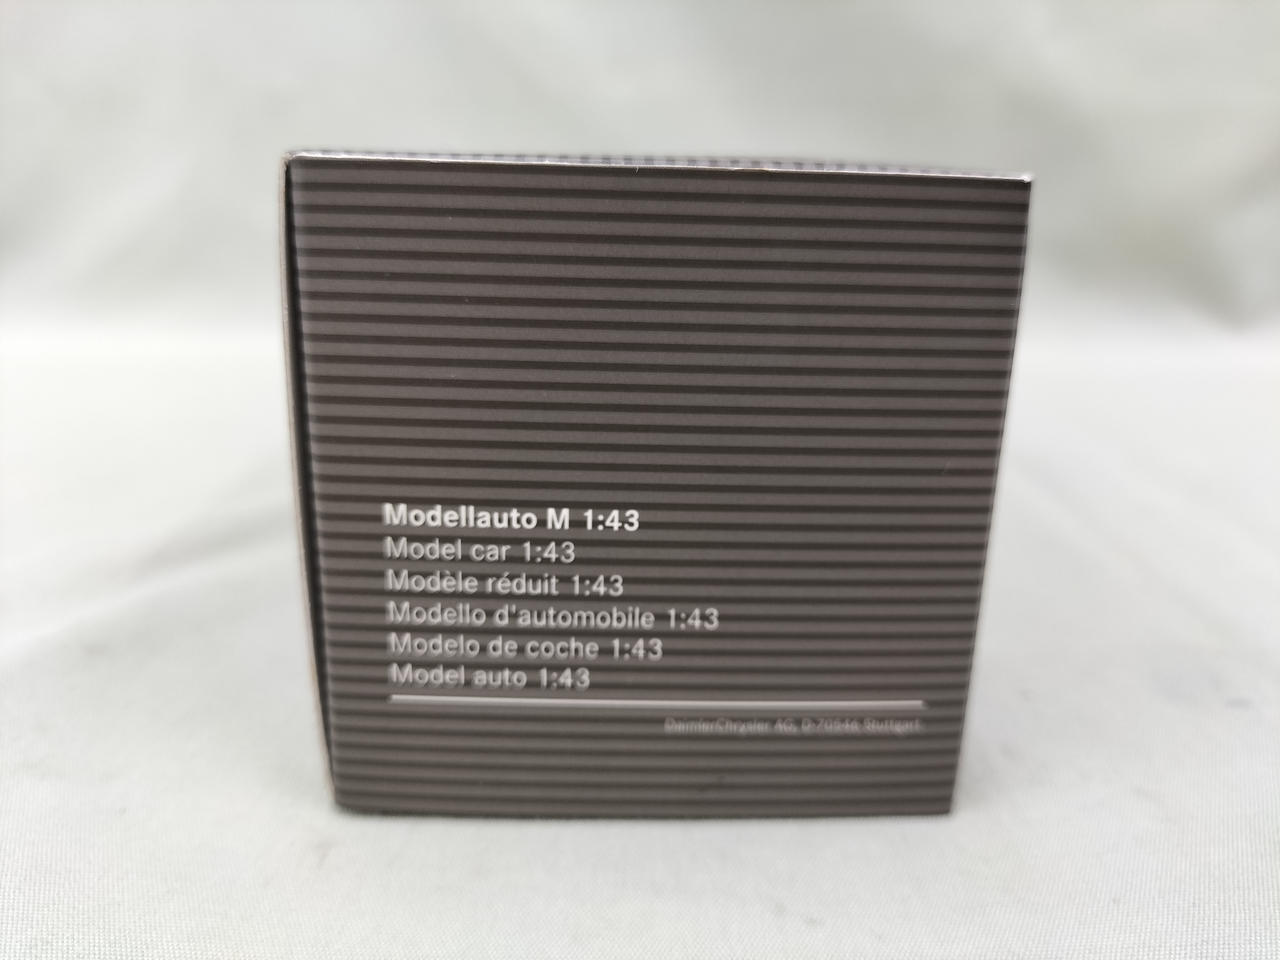 Modellauto M 1:43
Model car 1:43
Modèle réduit 1:43
Modello d'automobile 1:43
Modelo de coche 1:43
Model auto 1:43
DaimlerChrysler AG, D-70546 Stuttgart